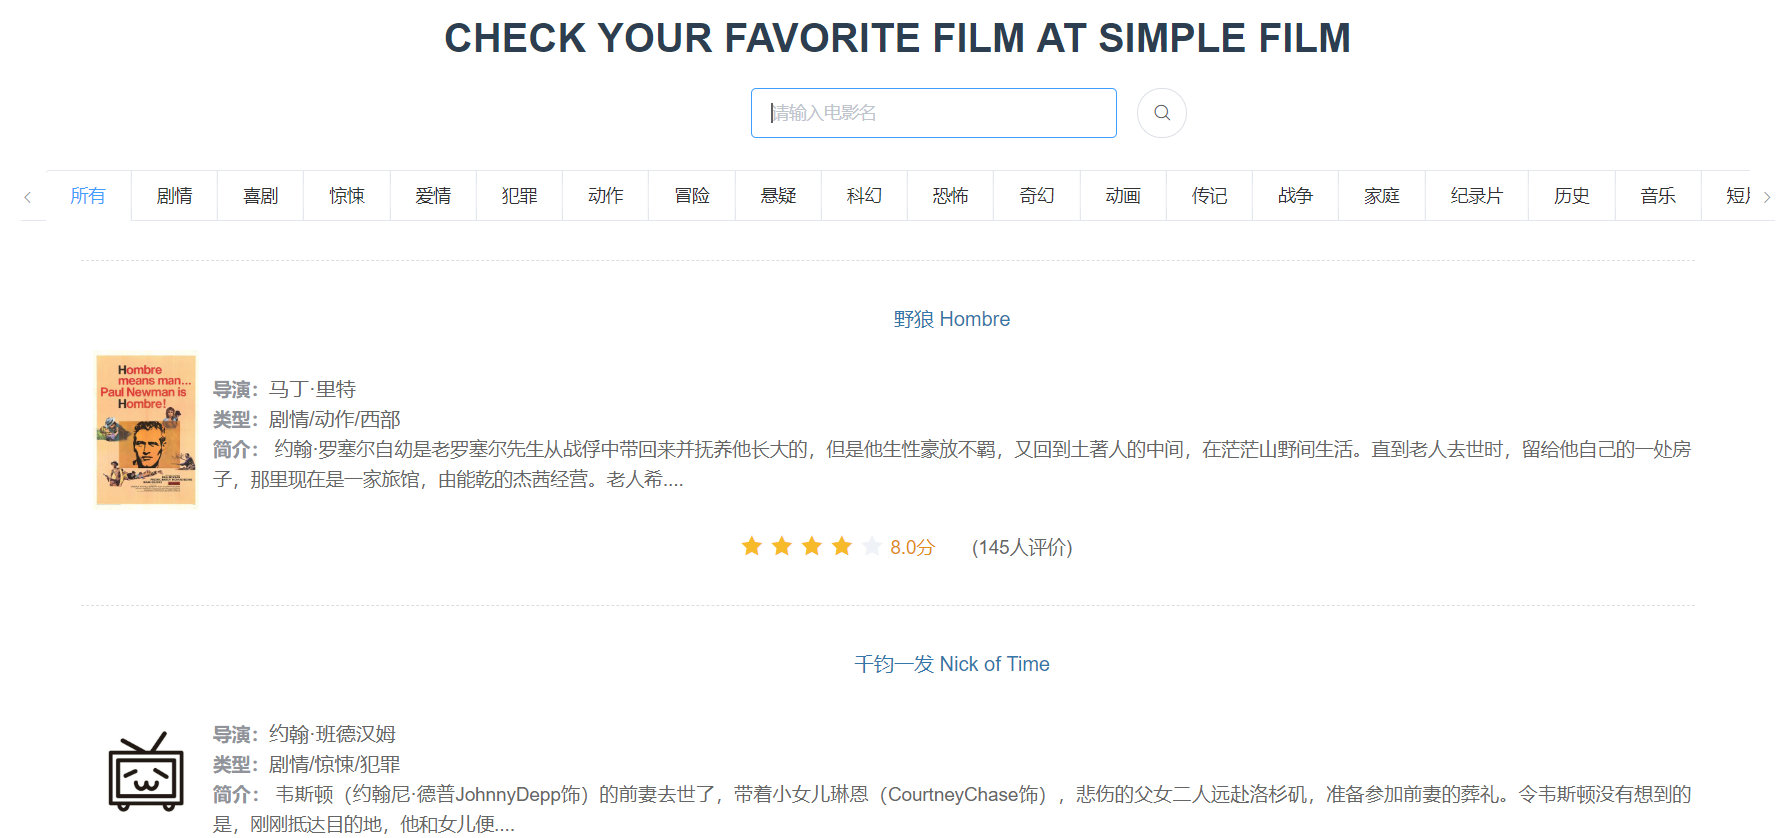 CHECK YOUR FAVORITE FILM AT SIMPLE FILM
请输入电影名
所有 剧情 喜剧 惊悚 爱情 犯罪 动作 冒险 悬疑 科幻 恐怖 奇幻 动画 传记 战争 家庭 纪录片 历史 音乐 短片
野狼 Hombre
Hombre
means man...
Paul Newman is
Hombre!
导演：马丁·里特
类型：剧情/动作/西部
简介： 约翰·罗塞尔自幼是老罗塞尔先生从战俘中带回来并抚养他长大的，但是他生性豪放不羁，又回到土著人的中间，在茫茫山野间生活。直到老人去世时，留给他自己的一处房
子，那里现在是一家旅馆，由能乾的杰茜经营。老人希....
8.0分 (145人评价)
千钧一发 Nick of Time
导演：约翰·班德汉姆
类型：剧情/惊悚/犯罪
简介： 韦斯顿（约翰尼·德普JohnnyDepp饰）的前妻去世了，带着小女儿琳恩（CourtneyChase饰），悲伤的父女二人远赴洛杉矶，准备参加前妻的葬礼。令韦斯顿没有想到的
是，刚刚抵达目的地，他和女儿便....